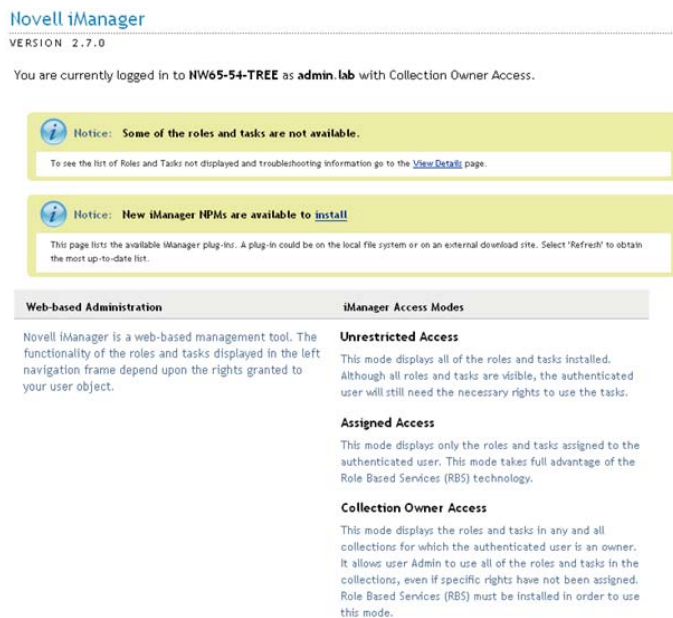 Novell iManager
VERSION 2.7.0
You are currently logged in to NW65-54-TREE as admin.lab with Collection Owner Access.
Notice: Some of the roles and tasks are not available.
To see the list of Roles and Tasks not displayed and troubleshooting information go to the View Details page.
Notice: New iManager NPMs are available to install
This page lists the available iManager plug-ins. A plug-in could be on the local file system or on an external download site. Select 'Refresh' to obtain
the most up-to-date list.
Web-based Administration
Novell iManager is a web-based management tool. The
functionality of the roles and tasks displayed in the left
navigation frame depend upon the rights granted to
your user object.
iManager Access Modes
Unrestricted Access
This mode displays all of the roles and tasks installed.
Although all roles and tasks are visible, the authenticated
user will still need the necessary rights to use the tasks.
Assigned Access
This mode displays only the roles and tasks assigned to the
authenticated user. This mode takes full advantage of the
Role Based Services (RBS) technology.
Collection Owner Access
This mode displays the roles and tasks in any and all
collections for which the authenticated user is an owner.
It allows user Admin to use all of the roles and tasks in the
collections, even if specific rights have not been assigned.
Role Based Services (RBS) must be installed in order to use
this mode.